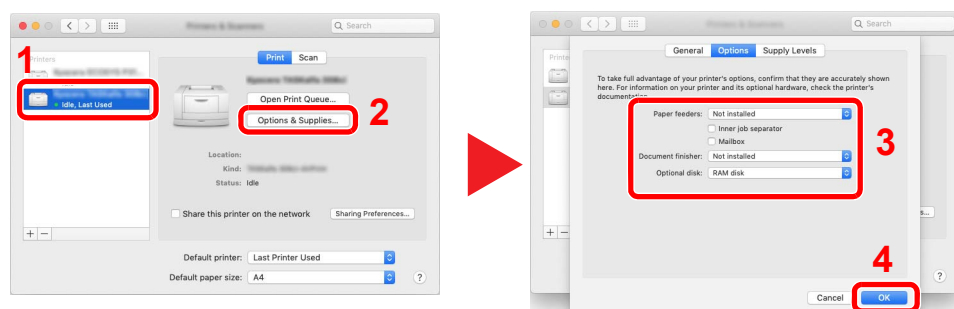 Search
1
Printers
Idle, Last Used
Print Scan
Open Print Queue...
Options & Supplies...
2
Location:
Kind:
Status: Idle
Share this printer on the network
Sharing Preferences...
+ −
Default printer: Last Printer Used
Default paper size: A4
?
Search
Printe
General Options Supply Levels
To take full advantage of your printer's options, confirm that they are accurately shown
here. For information on your printer and its optional hardware, check the printer's
documentation.
Paper feeders: Not installed
Inner job separator
Mailbox
Document finisher: Not installed
Optional disk: RAM disk
3
s...
+ −
4
?
Cancel OK